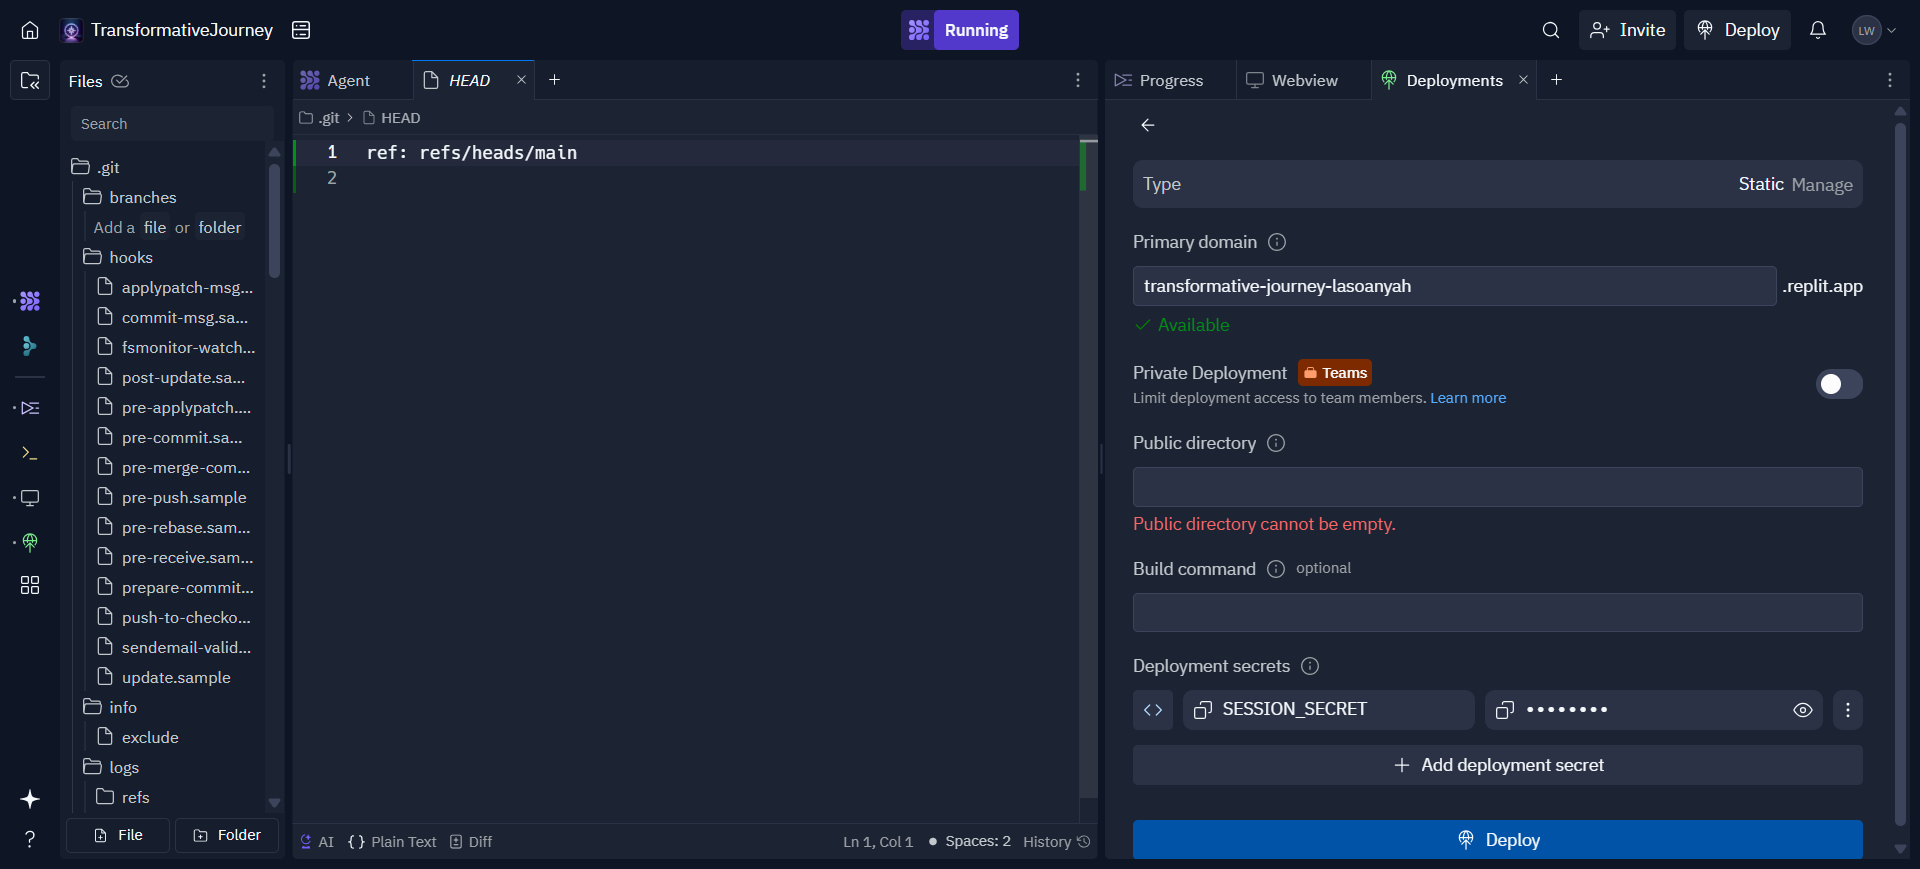 TransformativeJourney
Running
Invite
Deploy
LW
Files
Search
.git
branches
Add a file or folder
hooks
applypatch-msg...
commit-msg.sa...
fsmonitor-watch...
post-update.sa...
pre-applypatch....
pre-commit.sa...
pre-merge-com...
pre-push.sample
pre-rebase.sam...
pre-receive.sam...
prepare-commit...
push-to-checko...
sendemail-valid...
update.sample
info
exclude
logs
refs
File
Folder
Agent
HEAD
.git > HEAD
1 ref: refs/heads/main
2
AI
{} Plain Text
Diff
Ln 1, Col 1
Spaces: 2
History
Progress
Webview
Deployments
Type
Static Manage
Primary domain
transformative-journey-lasoanyah .replit.app
Available
Private Deployment Teams
Limit deployment access to team members. Learn more
Public directory
Public directory cannot be empty.
Build command optional
Deployment secrets
SESSION_SECRET ••••••••
Add deployment secret
Deploy